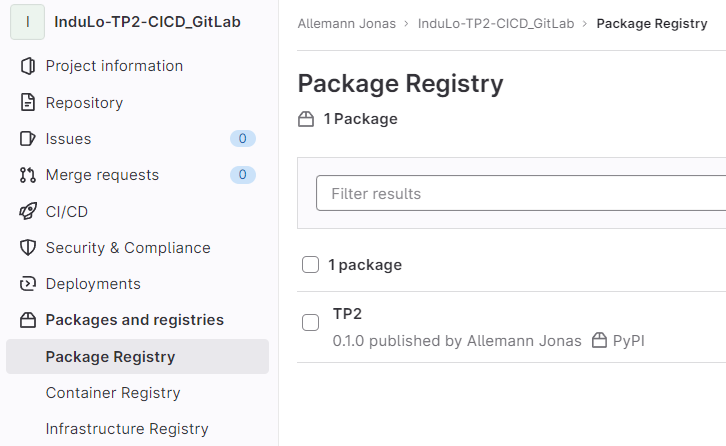 I InduLo-TP2-CICD_GitLab
Project information
Repository
Issues 0
Merge requests 0
CI/CD
Security & Compliance
Deployments
Packages and registries
Package Registry
Container Registry
Infrastructure Registry
Allemann Jonas › InduLo-TP2-CICD_GitLab › Package Registry
Package Registry
1 Package
Filter results
1 package
TP2
0.1.0 published by Allemann Jonas PyPI